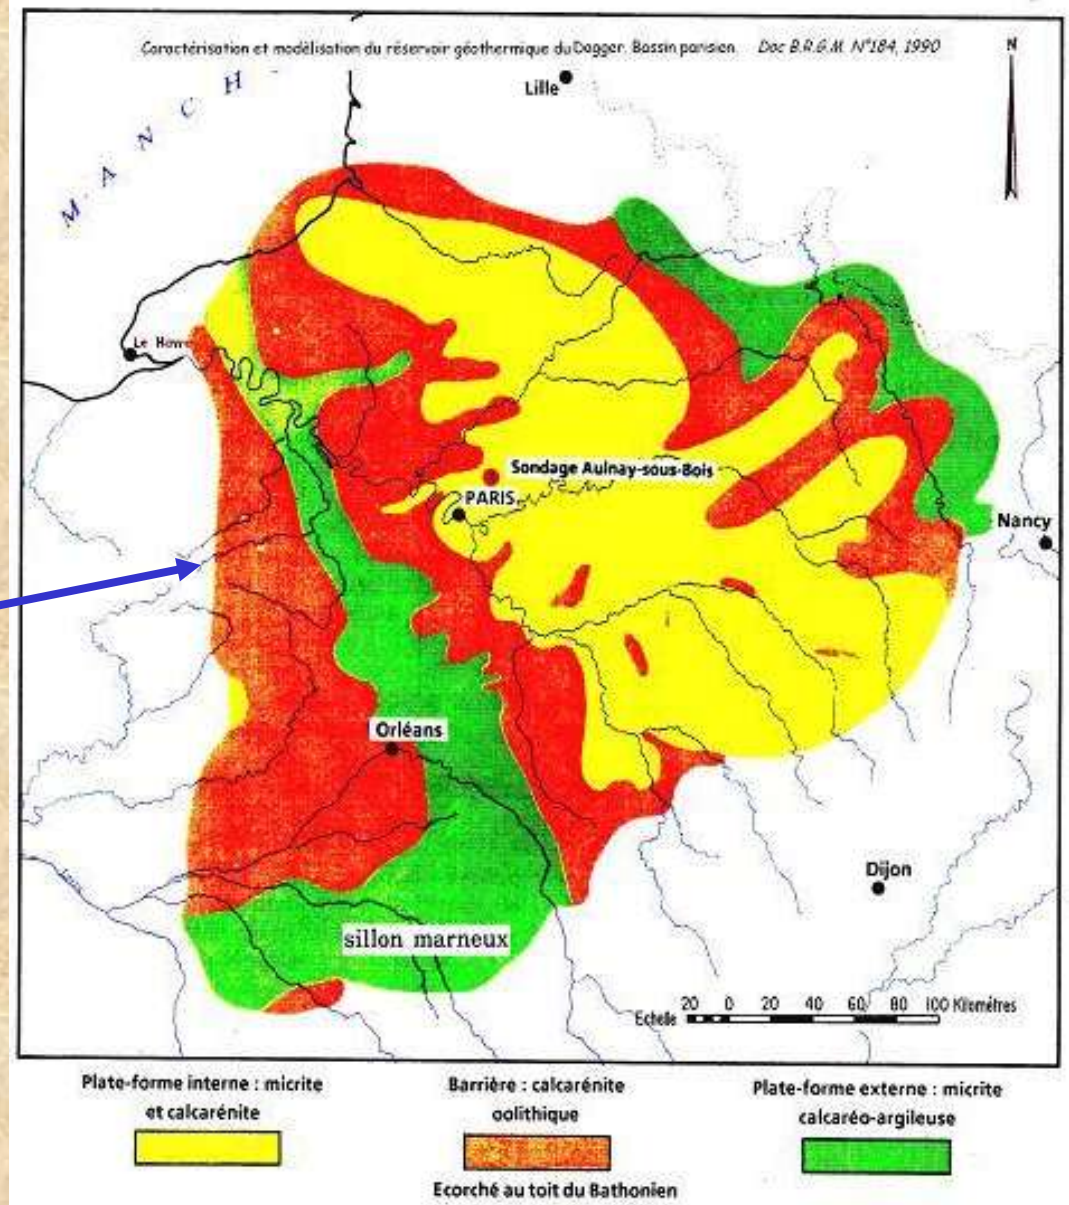 Caractérisation et modélisation du réservoir géothermique du Dogger. Bassin parisien. Doc B.R.G.M. N°184, 1990
N
MANCH
Lille
Le Havre
Sondage Aulnay-sous-Bois
PARIS
Nancy
Orléans
Dijon
sillon marneux
Echelle 20 0 20 40 60 80 100 Kilomètres
Plate-forme interne : micrite
et calcarénite
Barrière : calcarénite
oolithique
Plate-forme externe : micrite
calcaréo-argileuse
Ecorché au toit du Bathonien